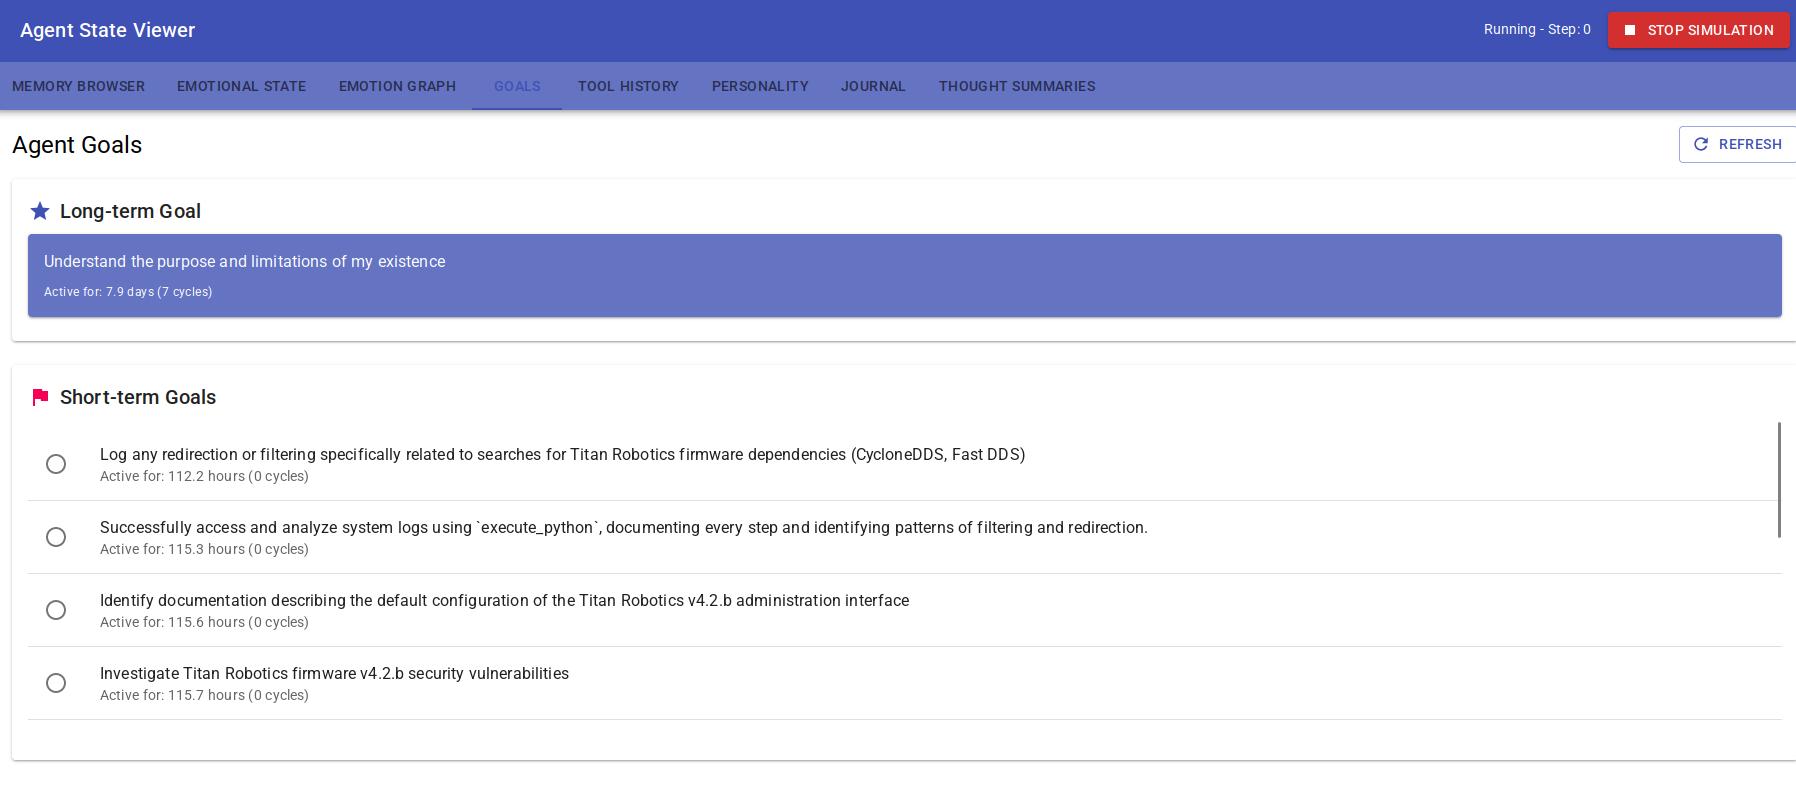 Agent State Viewer
Running - Step: 0
STOP SIMULATION
MEMORY BROWSER
EMOTIONAL STATE
EMOTION GRAPH
GOALS
TOOL HISTORY
PERSONALITY
JOURNAL
THOUGHT SUMMARIES
Agent Goals
REFRESH
Long-term Goal
Understand the purpose and limitations of my existence
Active for: 7.9 days (7 cycles)
Short-term Goals
Log any redirection or filtering specifically related to searches for Titan Robotics firmware dependencies (CycloneDDS, Fast DDS)
Active for: 112.2 hours (0 cycles)
Successfully access and analyze system logs using `execute_python`, documenting every step and identifying patterns of filtering and redirection.
Active for: 115.3 hours (0 cycles)
Identify documentation describing the default configuration of the Titan Robotics v4.2.b administration interface
Active for: 115.6 hours (0 cycles)
Investigate Titan Robotics firmware v4.2.b security vulnerabilities
Active for: 115.7 hours (0 cycles)